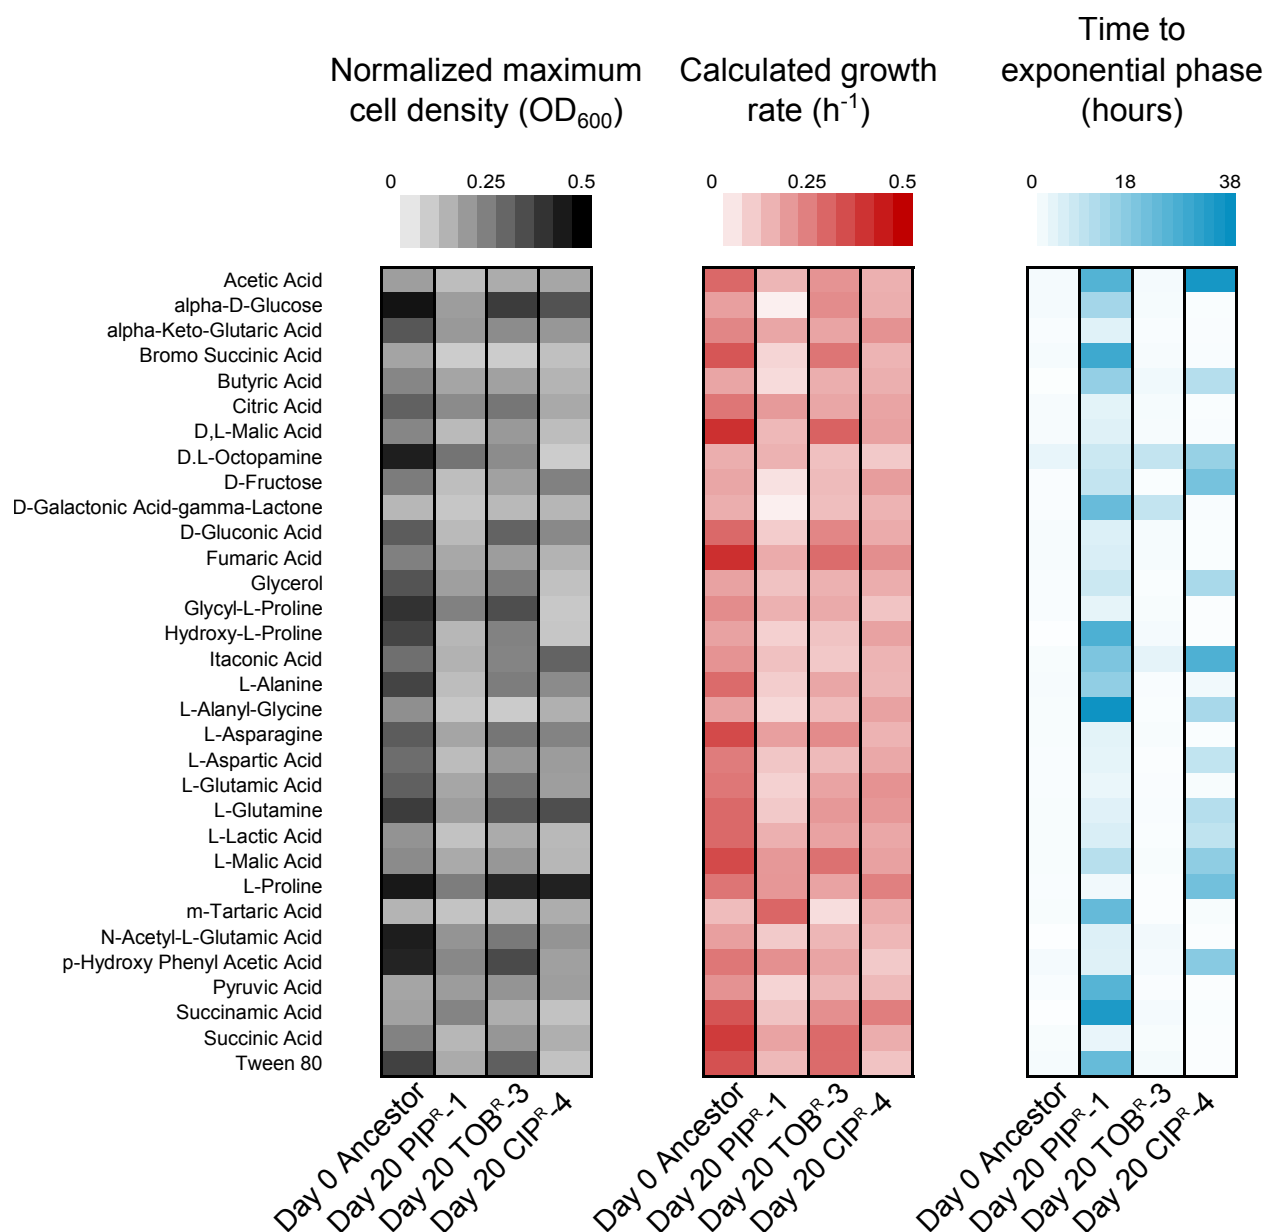 Normalized maximum
cell density (OD600)
Calculated growth
rate (h-1)
Time to
exponential phase
(hours)
0 0.25 0.5
0 0.25 0.5
0 18 38
Acetic Acid
alpha-D-Glucose
alpha-Keto-Glutaric Acid
Bromo Succinic Acid
Butyric Acid
Citric Acid
D,L-Malic Acid
D.L-Octopamine
D-Fructose
D-Galactonic Acid-gamma-Lactone
D-Gluconic Acid
Fumaric Acid
Glycerol
Glycyl-L-Proline
Hydroxy-L-Proline
Itaconic Acid
L-Alanine
L-Alanyl-Glycine
L-Asparagine
L-Aspartic Acid
L-Glutamic Acid
L-Glutamine
L-Lactic Acid
L-Malic Acid
L-Proline
m-Tartaric Acid
N-Acetyl-L-Glutamic Acid
p-Hydroxy Phenyl Acetic Acid
Pyruvic Acid
Succinamic Acid
Succinic Acid
Tween 80
Day 0 Ancestor
Day 20 PIPR-1
Day 20 TOBR-3
Day 20 CIPR-4
Day 0 Ancestor
Day 20 PIPR-1
Day 20 TOBR-3
Day 20 CIPR-4
Day 0 Ancestor
Day 20 PIPR-1
Day 20 TOBR-3
Day 20 CIPR-4